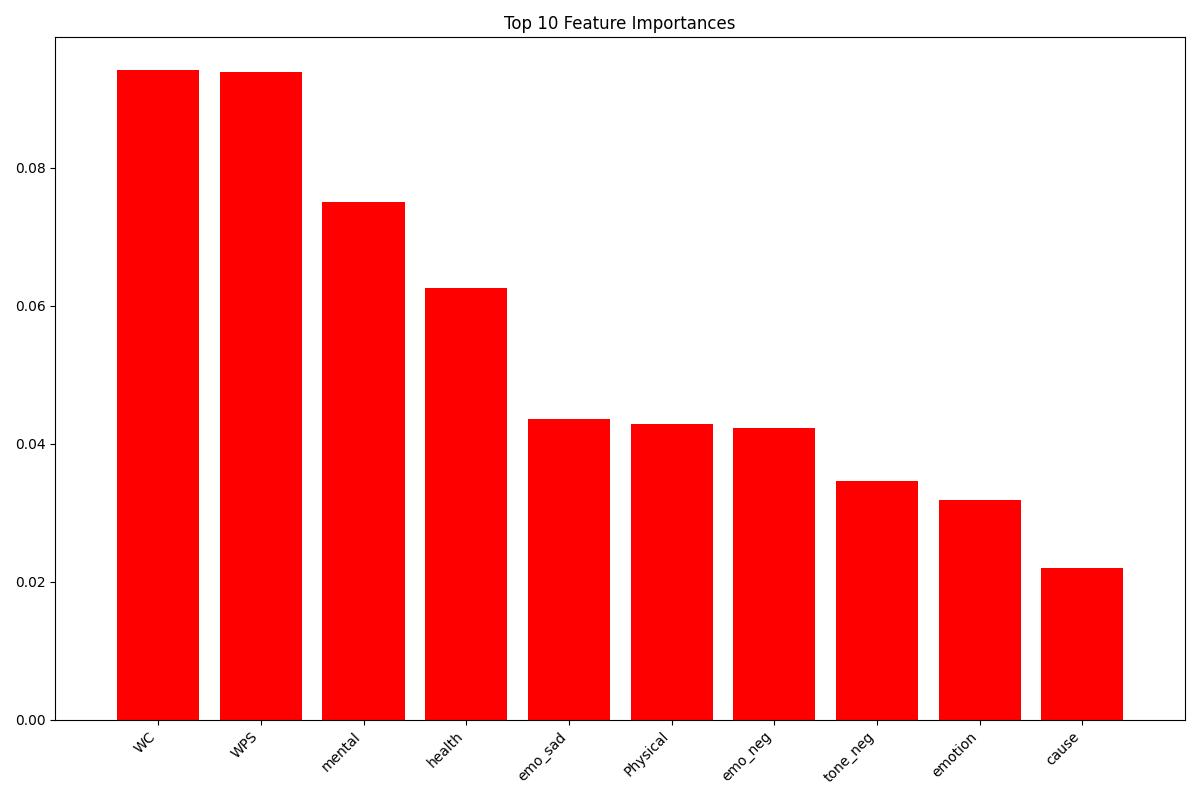 Top 10 Feature Importances
0.08
0.06
0.04
0.02
0.00
WC
WPS
mental
health
emo_sad
Physical
emo_neg
tone_neg
emotion
cause